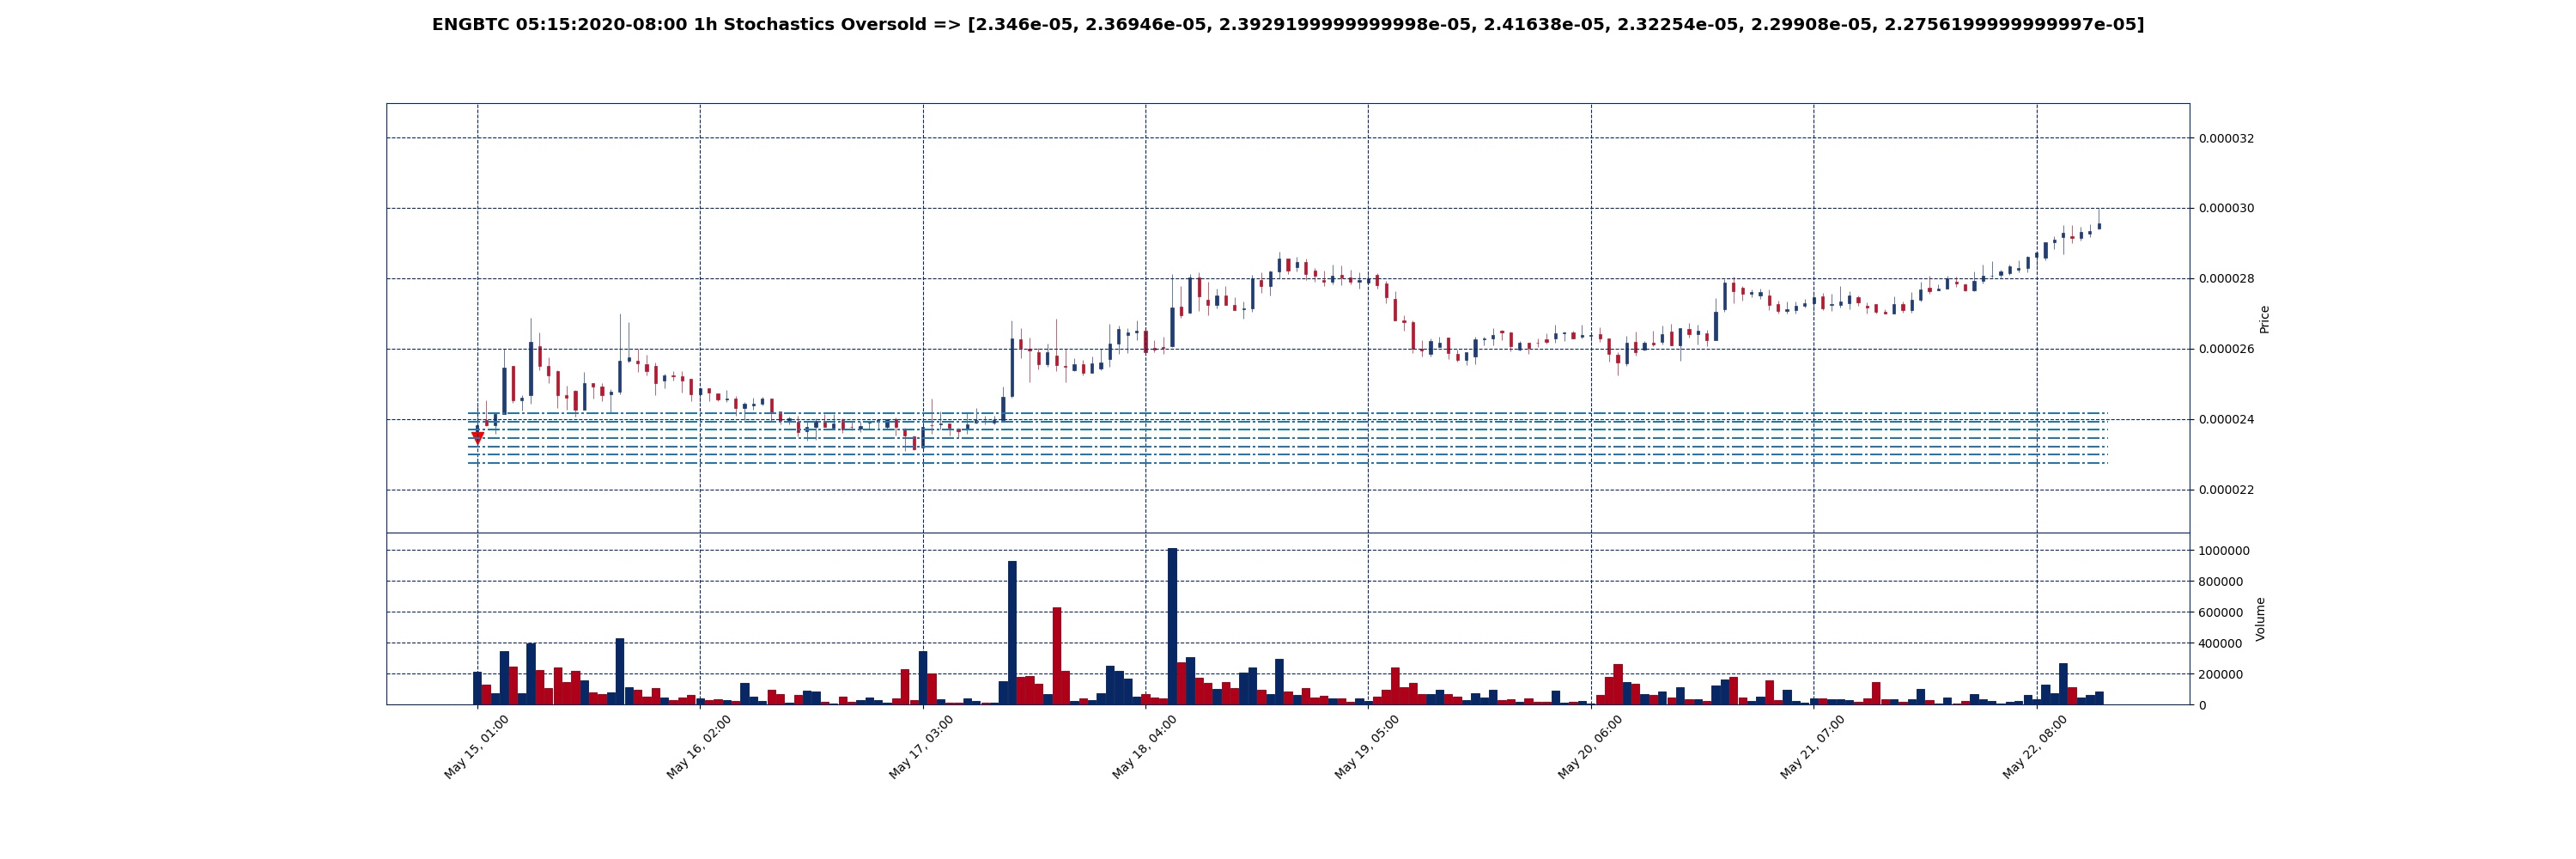 ENGBTC 05:15:2020-08:00 1h Stochastics Oversold => [2.346e-05, 2.36946e-05, 2.3929199999999998e-05, 2.41638e-05, 2.32254e-05, 2.29908e-05, 2.2756199999999997e-05]
0.000032
0.000030
0.000028
Price
0.000026
0.000024
0.000022
1000000
800000
600000
Volume
400000
200000
0
May 15, 01:00
May 16, 02:00
May 17, 03:00
May 18, 04:00
May 19, 05:00
May 20, 06:00
May 21, 07:00
May 22, 08:00